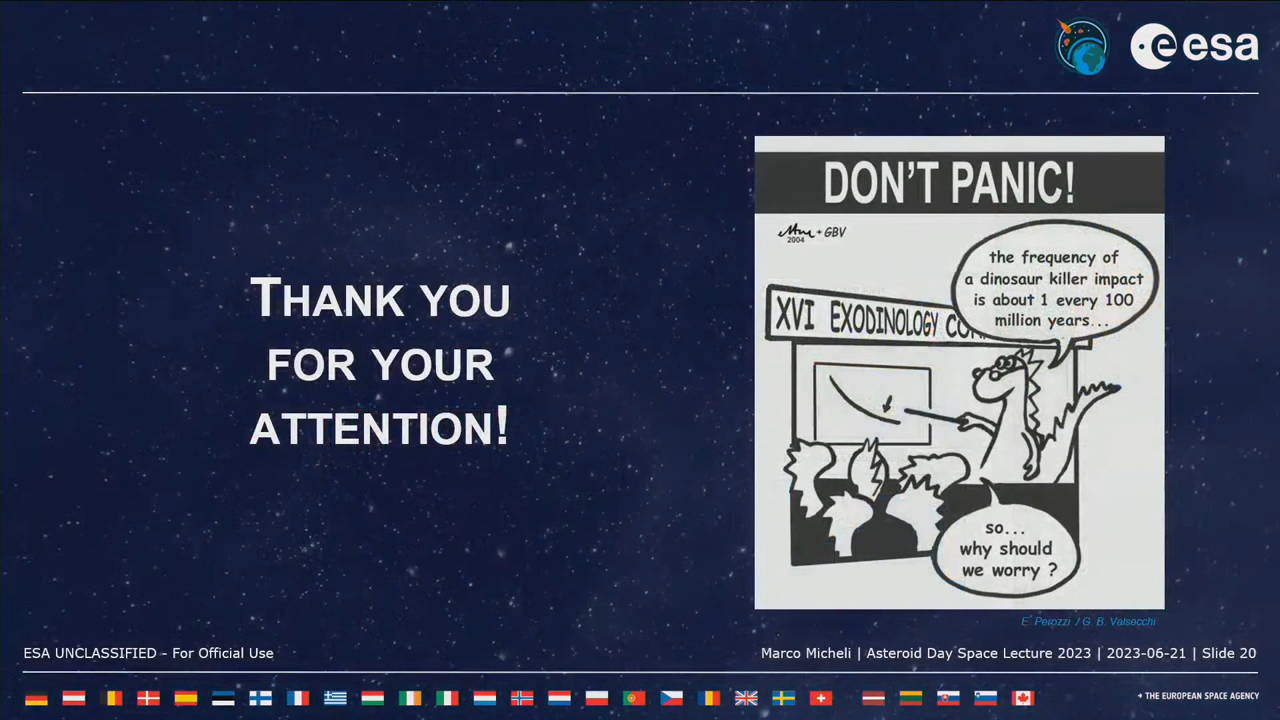 esa
DON'T PANIC!
2004 + GBV
the frequency of
a dinosaur killer impact
is about 1 every 100
million years...
XVI EXODINOLOGY CON
THANK YOU
FOR YOUR
ATTENTION!
so...
why should
we worry ?
E. Perozzi / G. B. Valsecchi
ESA UNCLASSIFIED - For Official Use
Marco Micheli | Asteroid Day Space Lecture 2023 | 2023-06-21 | Slide 20
→ THE EUROPEAN SPACE AGENCY